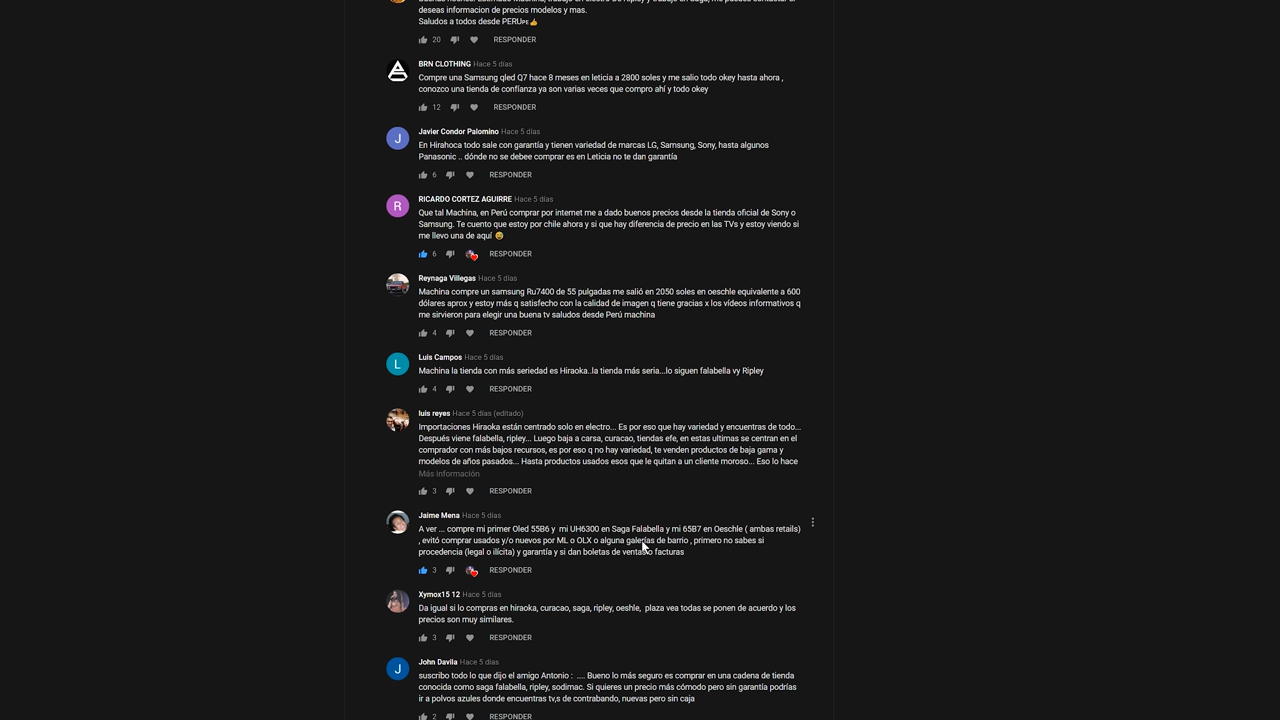 deseas informacion de precios modelos y mas.
Saludos a todos desde PERU
20 RESPONDER
BRN CLOTHING Hace 5 días
Compre una Samsung qled Q7 hace 8 meses en leticia a 2800 soles y me salio todo okey hasta ahora ,
conozco una tienda de confianza ya son varias veces que compro ahí y todo okey
12 RESPONDER
J
Javier Condor Palomino Hace 5 días
En Hirahoca todo sale con garantía y tienen variedad de marcas LG, Samsung, Sony, hasta algunos
Panasonic .. dónde no se debee comprar es en Leticia no te dan garantía
6 RESPONDER
R
RICARDO CORTEZ AGUIRRE Hace 5 días
Que tal Machina, en Perú comprar por internet me a dado buenos precios desde la tienda oficial de Sony o
Samsung. Te cuento que estoy por chile ahora y si que hay diferencia de precio en las TVs y estoy viendo si
me llevo una de aquí 😅
6 RESPONDER
Reynaga Villegas Hace 5 días
Machina compre un samsung Ru7400 de 55 pulgadas me salió en 2050 soles en oeschle equivalente a 600
dólares aprox y estoy más q satisfecho con la calidad de imagen q tiene gracias x los vídeos informativos q
me sirvieron para elegir una buena tv saludos desde Perú machina
4 RESPONDER
L
Luis Campos Hace 5 días
Machina la tienda con más seriedad es Hiraoka..la tienda más seria...lo siguen falabella vy Ripley
4 RESPONDER
luis reyes Hace 5 días (editado)
Importaciones Hiraoka están centrado solo en electro... Es por eso que hay variedad y encuentras de todo...
Después viene falabella, ripley... Luego baja a carsa, curacao, tiendas efe, en estas ultimas se centran en el
comprador con más bajos recursos, es por eso q no hay variedad, te venden productos de baja gama y
modelos de años pasados... Hasta productos usados esos que le quitan a un cliente moroso... Eso lo hace
Más información
3 RESPONDER
Jaime Mena Hace 5 días
A ver ... compre mi primer Oled 55B6 y mi UH6300 en Saga Falabella y mi 65B7 en Oeschle ( ambas retails)
, evitó comprar usados y/o nuevos por ML o OLX o alguna galerías de barrio , primero no sabes si
procedencia (legal o ilícita) y garantía y si dan boletas de ventas o facturas
3 RESPONDER
Xymox15 12 Hace 5 días
Da igual si lo compras en hiraoka, curacao, saga, ripley, oeshle, plaza vea todas se ponen de acuerdo y los
precios son muy similares.
3 RESPONDER
J
John Davila Hace 5 días
suscribo todo lo que dijo el amigo Antonio : .... Bueno lo más seguro es comprar en una cadena de tienda
conocida como saga falabella, ripley, sodimac. Si quieres un precio más cómodo pero sin garantía podrías
ir a polvos azules donde encuentras tv,s de contrabando, nuevas pero sin caja
2 RESPONDER